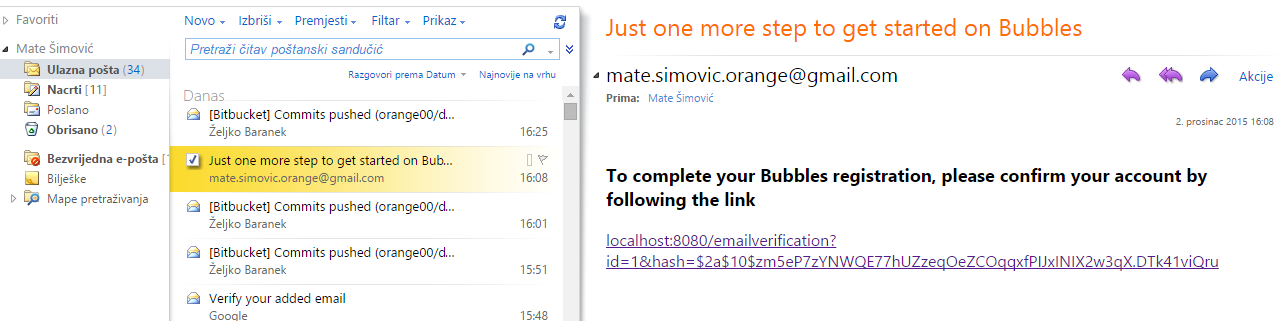 Favoriti
Mate Šimović
Ulazna pošta (34)
Nacrti [11]
Poslano
Obrisano (2)
Bezvrijedna e-pošta [
Bilješke
Mape pretraživanja
Novo Izbriši Premjesti Filtar Prikaz
Pretraži čitav poštanski sandučić
Razgovori prema Datum Najnovije na vrhu
Danas
[Bitbucket] Commits pushed (orange00/d...
Željko Baranek 16:25
Just one more step to get started on Bub...
mate.simovic.orange@gmail.com 16:08
[Bitbucket] Commits pushed (orange00/d...
Željko Baranek 16:01
[Bitbucket] Commits pushed (orange00/d...
Željko Baranek 15:51
Verify your added email
Google 15:48
Just one more step to get started on Bubbles
mate.simovic.orange@gmail.com Akcije
Prima: Mate Šimović
2. prosinac 2015 16:08
To complete your Bubbles registration, please confirm your account by
following the link
localhost:8080/emailverification?
id=1&hash=$2a$10$zm5eP7zYNWQE77hUZzeqOeZCOqqxfPIJxINIX2w3qX.DTk41viQru